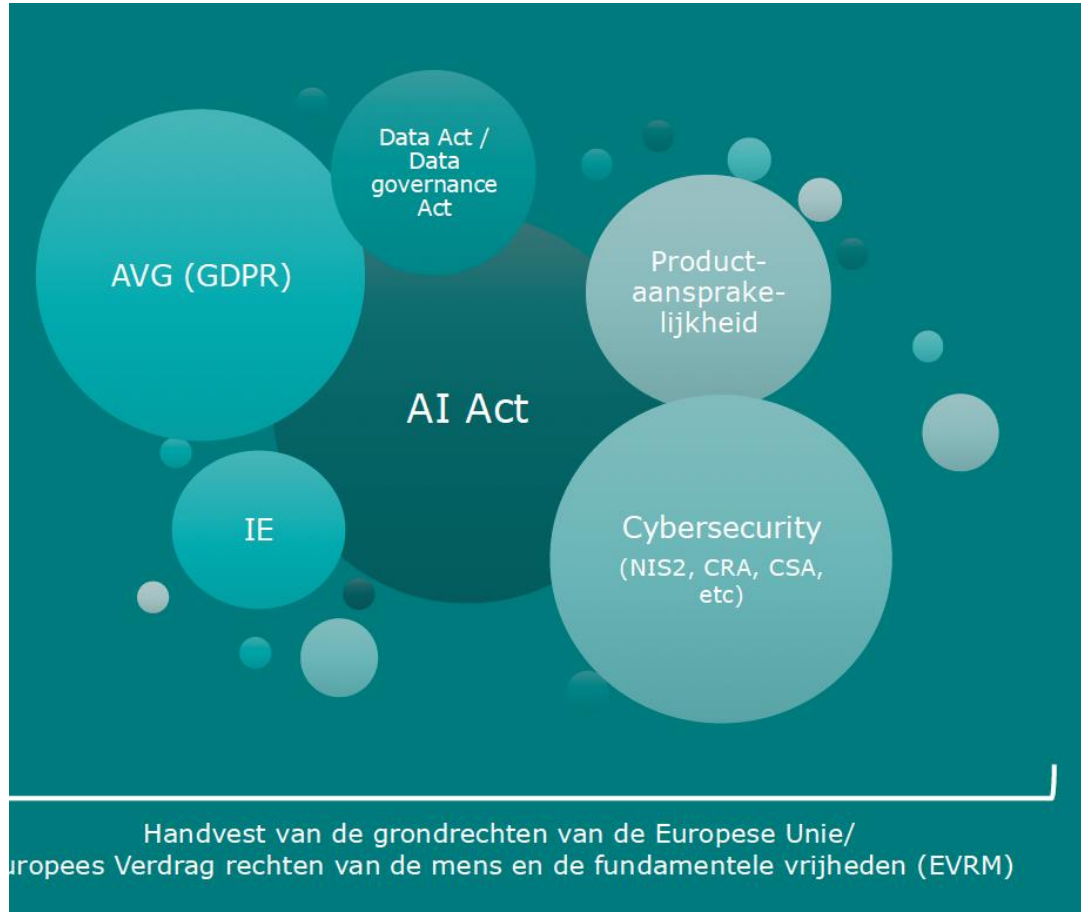 Data Act /
Data
governance
Act
AVG (GDPR)
Product-
aansprake-
lijkheid
AI Act
IE
Cybersecurity
(NIS2, CRA, CSA,
etc)
Handvest van de grondrechten van de Europese Unie/
uropees Verdrag rechten van de mens en de fundamentele vrijheden (EVRM)